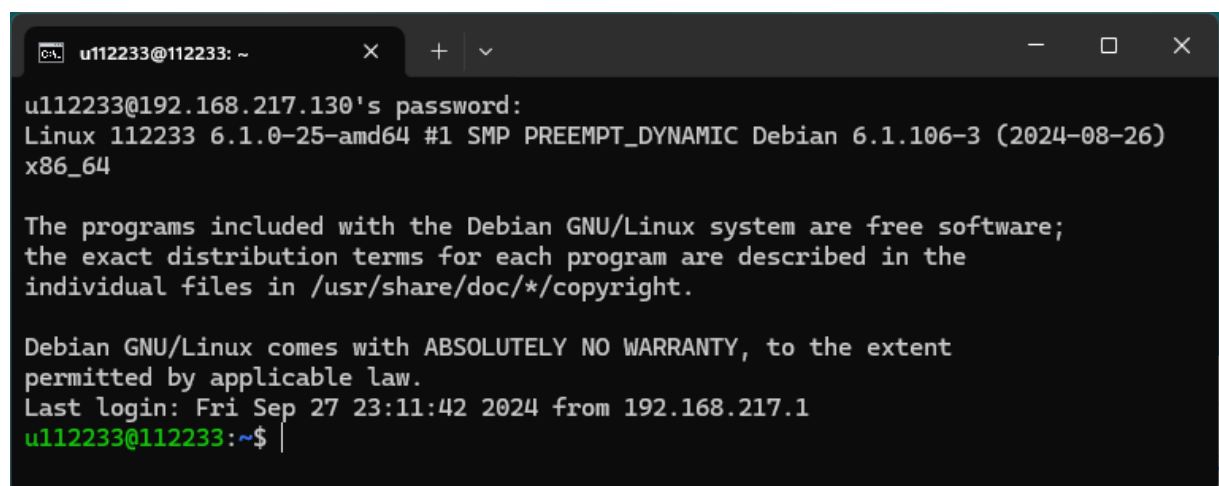 u112233@112233: ~
u112233@192.168.217.130's password:
Linux 112233 6.1.0-25-amd64 #1 SMP PREEMPT_DYNAMIC Debian 6.1.106-3 (2024-08-26)
x86_64
The programs included with the Debian GNU/Linux system are free software;
the exact distribution terms for each program are described in the
individual files in /usr/share/doc/*/copyright.
Debian GNU/Linux comes with ABSOLUTELY NO WARRANTY, to the extent
permitted by applicable law.
Last login: Fri Sep 27 23:11:42 2024 from 192.168.217.1
u112233@112233:~$